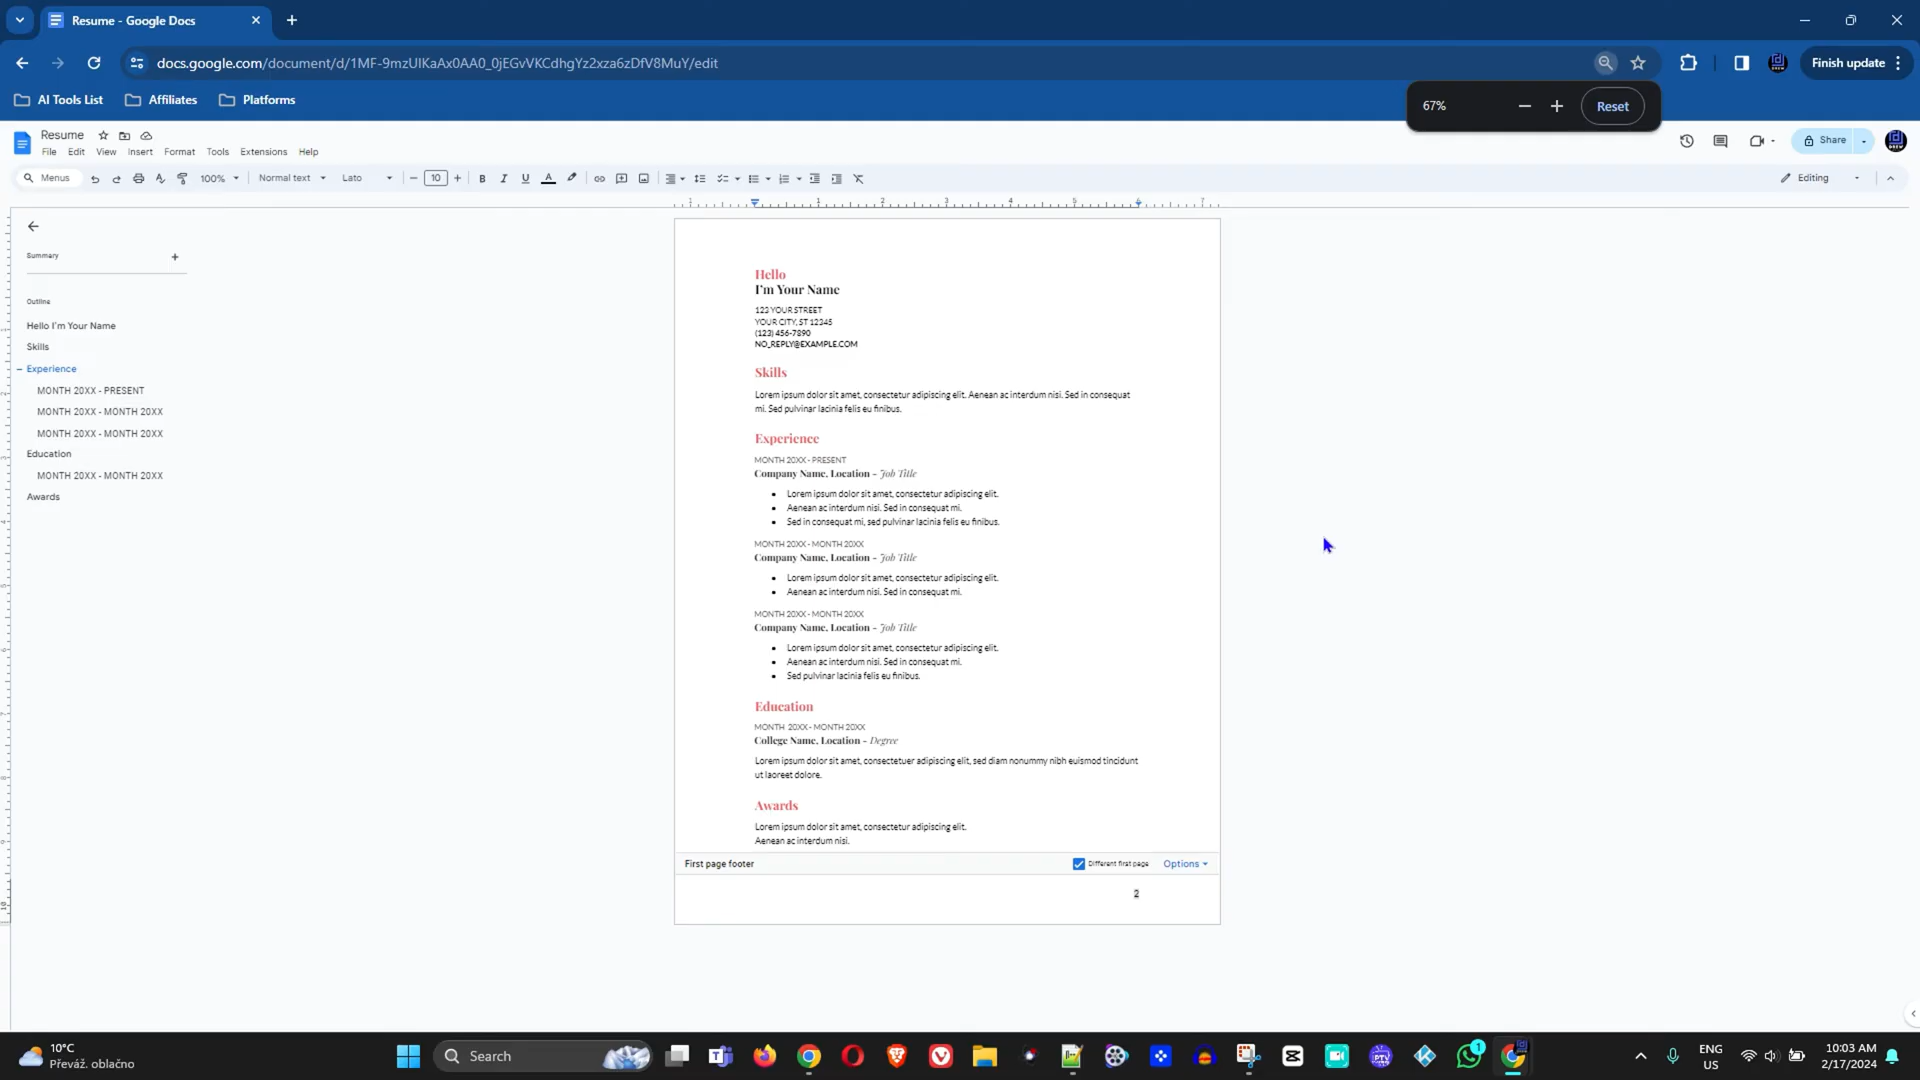 Resume - Google Docs
docs.google.com/document/d/1MF-9mzUlKaAx0AA0_0jEGvVKCdhgYz2xza6zDfV8MuY/edit
Finish update
AI Tools List
Affiliates
Platforms
67%
Reset
Resume
File Edit View Insert Format Tools Extensions Help
Share
Menus
100%
Normal text
Lato
10
Editing
1 1 2 3 4 5 6 7
Summary
Outline
Hello I'm Your Name
Skills
Experience
MONTH 20XX - PRESENT
MONTH 20XX - MONTH 20XX
MONTH 20XX - MONTH 20XX
Education
MONTH 20XX - MONTH 20XX
Awards
Hello
I'm Your Name
123 YOUR STREET
YOUR CITY, ST 12345
(123) 456-7890
NO_REPLY@EXAMPLE.COM
Skills
Lorem ipsum dolor sit amet, consectetur adipiscing elit. Aenean ac interdum nisi. Sed in consequat
mi. Sed pulvinar lacinia felis eu finibus.
Experience
MONTH 20XX - PRESENT
Company Name, Location - Job Title
Lorem ipsum dolor sit amet, consectetur adipiscing elit.
Aenean ac interdum nisi. Sed in consequat mi.
Sed in consequat mi, sed pulvinar lacinia felis eu finibus.
MONTH 20XX - MONTH 20XX
Company Name, Location - Job Title
Lorem ipsum dolor sit amet, consectetur adipiscing elit.
Aenean ac interdum nisi. Sed in consequat mi.
MONTH 20XX - MONTH 20XX
Company Name, Location - Job Title
Lorem ipsum dolor sit amet, consectetur adipiscing elit.
Aenean ac interdum nisi. Sed in consequat mi.
Sed pulvinar lacinia felis eu finibus.
Education
MONTH 20XX - MONTH 20XX
College Name, Location - Degree
Lorem ipsum dolor sit amet, consectetuer adipiscing elit, sed diam nonummy nibh euismod tincidunt
ut laoreet dolore.
Awards
Lorem ipsum dolor sit amet, consectetur adipiscing elit.
Aenean ac interdum nisi.
First page footer
Different first page
Options
2
10°C
Převáž. oblačno
Search
1
ENG
US
10:03 AM
2/17/2024